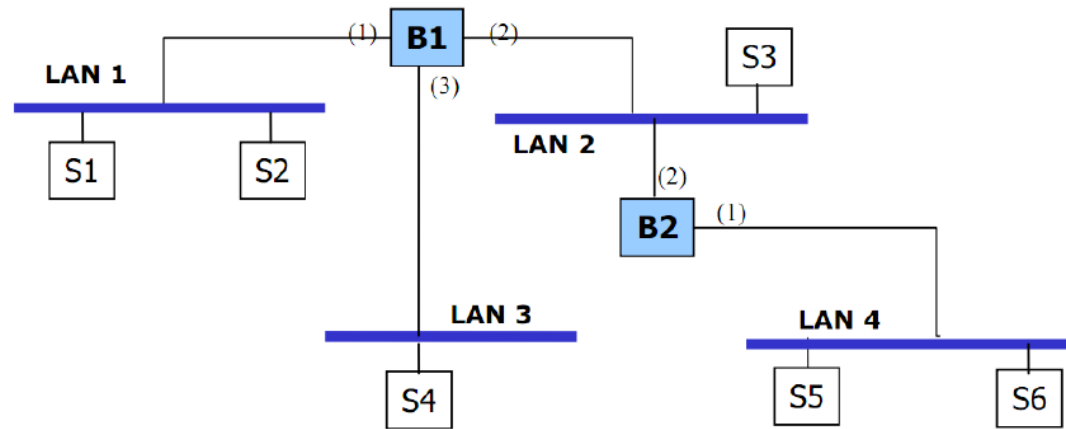 (1)
B1
(2)
S3
LAN 1
(3)
S1
S2
LAN 2
(2)
B2
(1)
LAN 3
LAN 4
S4
S5
S6